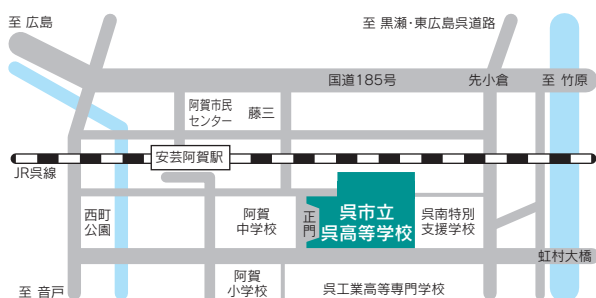 至 広島
至 黒瀬・東広島呉道路
国道185号
先小倉
至 竹原
阿賀市民
センター
藤三
安芸阿賀駅
JR呉線
西町
公園
阿賀
中学校
正門
呉市立
呉高等学校
呉南特別
支援学校
虹村大橋
至 音戸
阿賀
小学校
呉工業高等専門学校